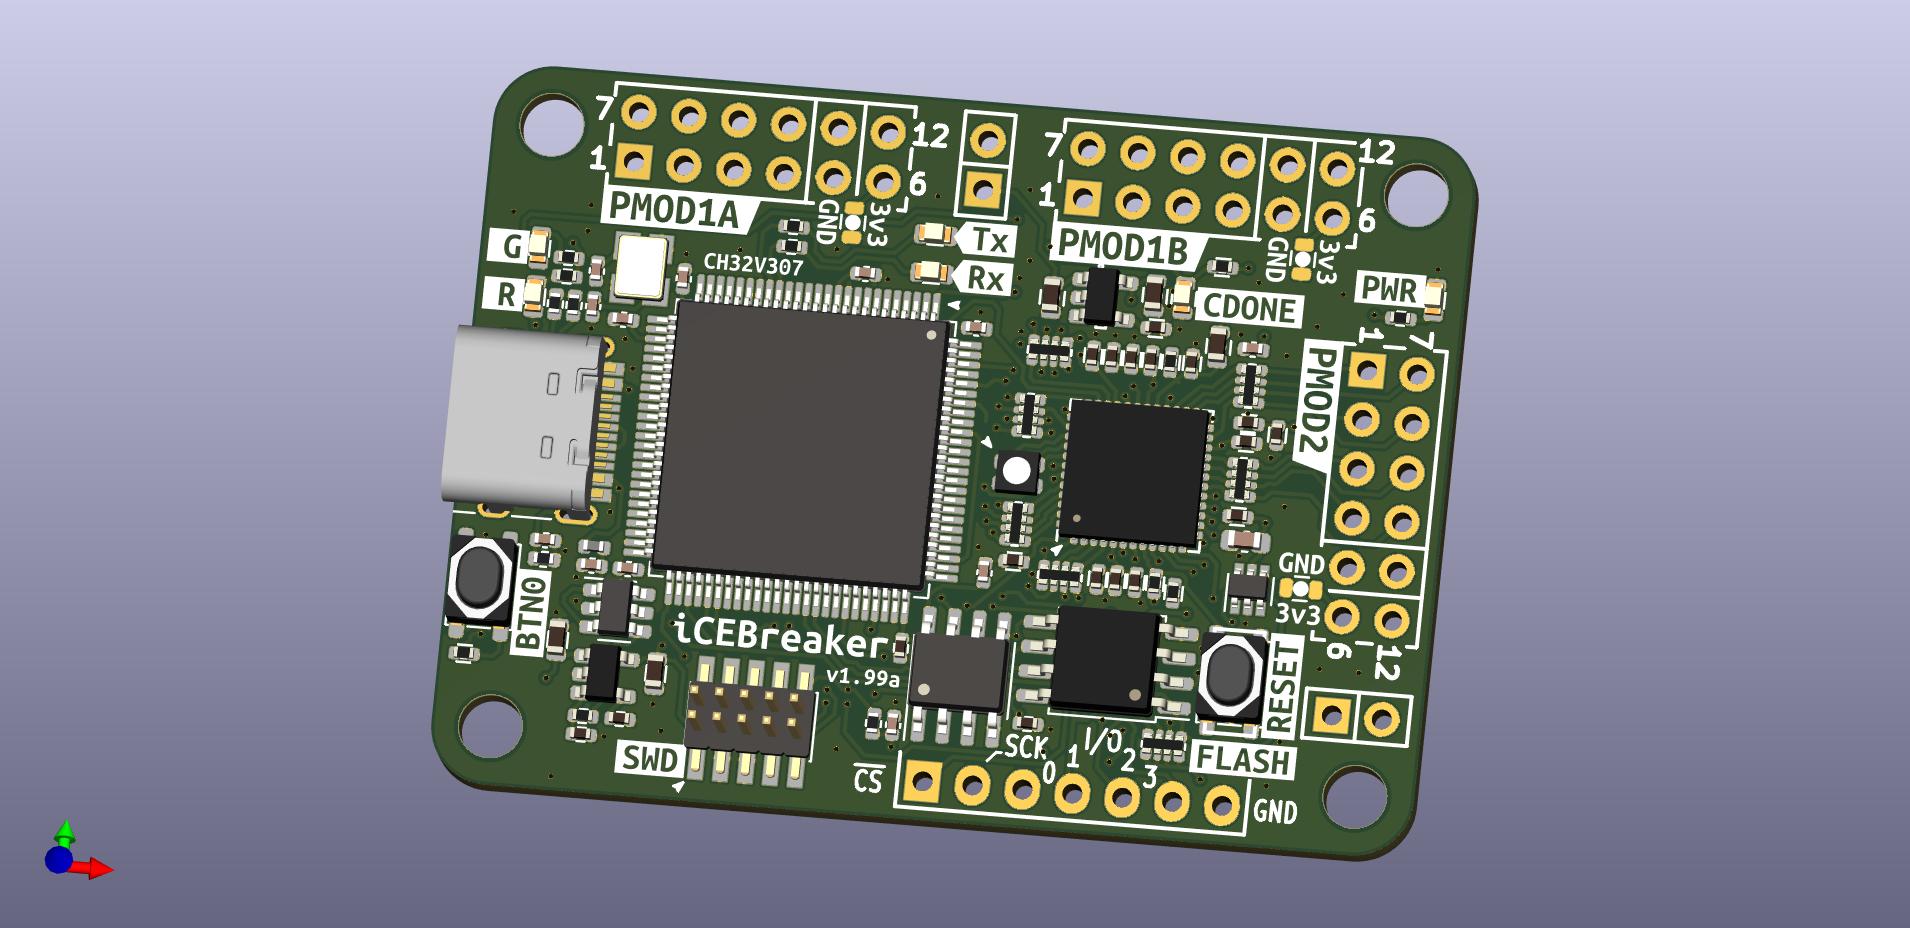 7
12
1
6
PMOD1A
GND
3v3
7
12
1
6
PMOD1B
GND
3v3
G
R
CH32V307
Tx
Rx
CDONE
PWR
1
7
PMOD2
GND
3v3
6
12
BTN0
iCEBreaker
v1.99a
RESET
SWD
CS
SCK
I/O
0
1
2
3
FLASH
GND